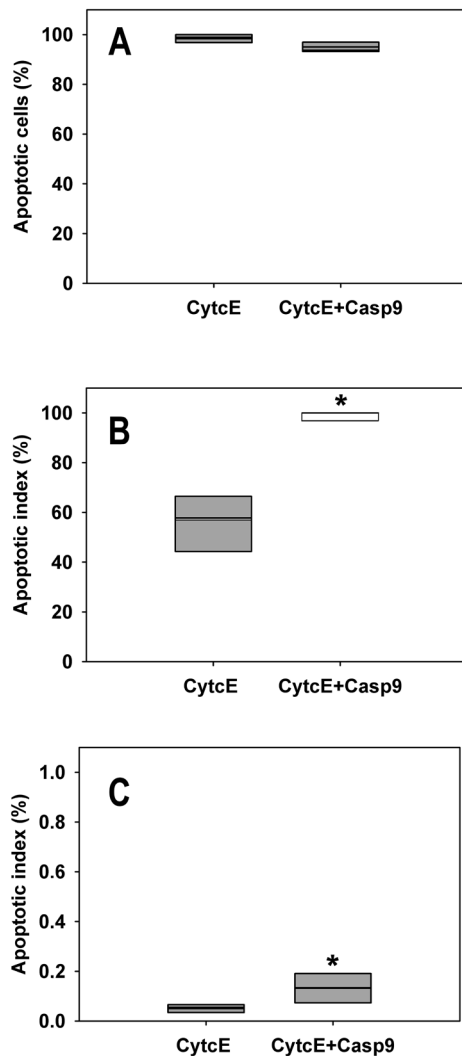 A
Apoptotic cells (%)
100
80
60
40
20
0
CytcE CytcE+Casp9
B
*
Apoptotic index (%)
100
80
60
40
20
0
CytcE CytcE+Casp9
C
*
Apoptotic index (%)
1.0
0.8
0.6
0.4
0.2
0.0
CytcE CytcE+Casp9